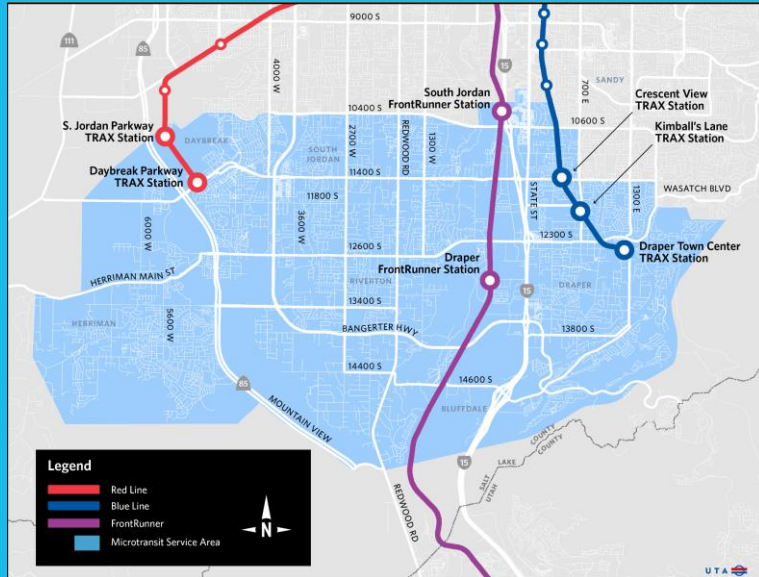 9000 S
111
85
15
4000 W
700 E
SANDY
South Jordan
FrontRunner Station
Crescent View
TRAX Station
Kimball's Lane
TRAX Station
10400 S
10600 S
S. Jordan Parkway
TRAX Station
DAYBREAK
SOUTH
JORDAN
2700 W
REDWOOD RD
1300 W
Daybreak Parkway
TRAX Station
11400 S
11800 S
STATE ST
1300 E
WASATCH BLVD
6000 W
3600 W
12300 S
12600 S
Draper Town Center
TRAX Station
Draper
FrontRunner Station
HERRIMAN MAIN ST
RIVERTON
15
DRAPER
13400 S
HERRIMAN
5600 W
BANGERTER HWY
13800 S
14400 S
14600 S
85
BLUFFDALE
MOUNTAIN VIEW
15
SALT LAKE COUNTY
UTAH COUNTY
REDWOOD RD
Legend
Red Line
Blue Line
FrontRunner
Microtransit Service Area
N
UTA